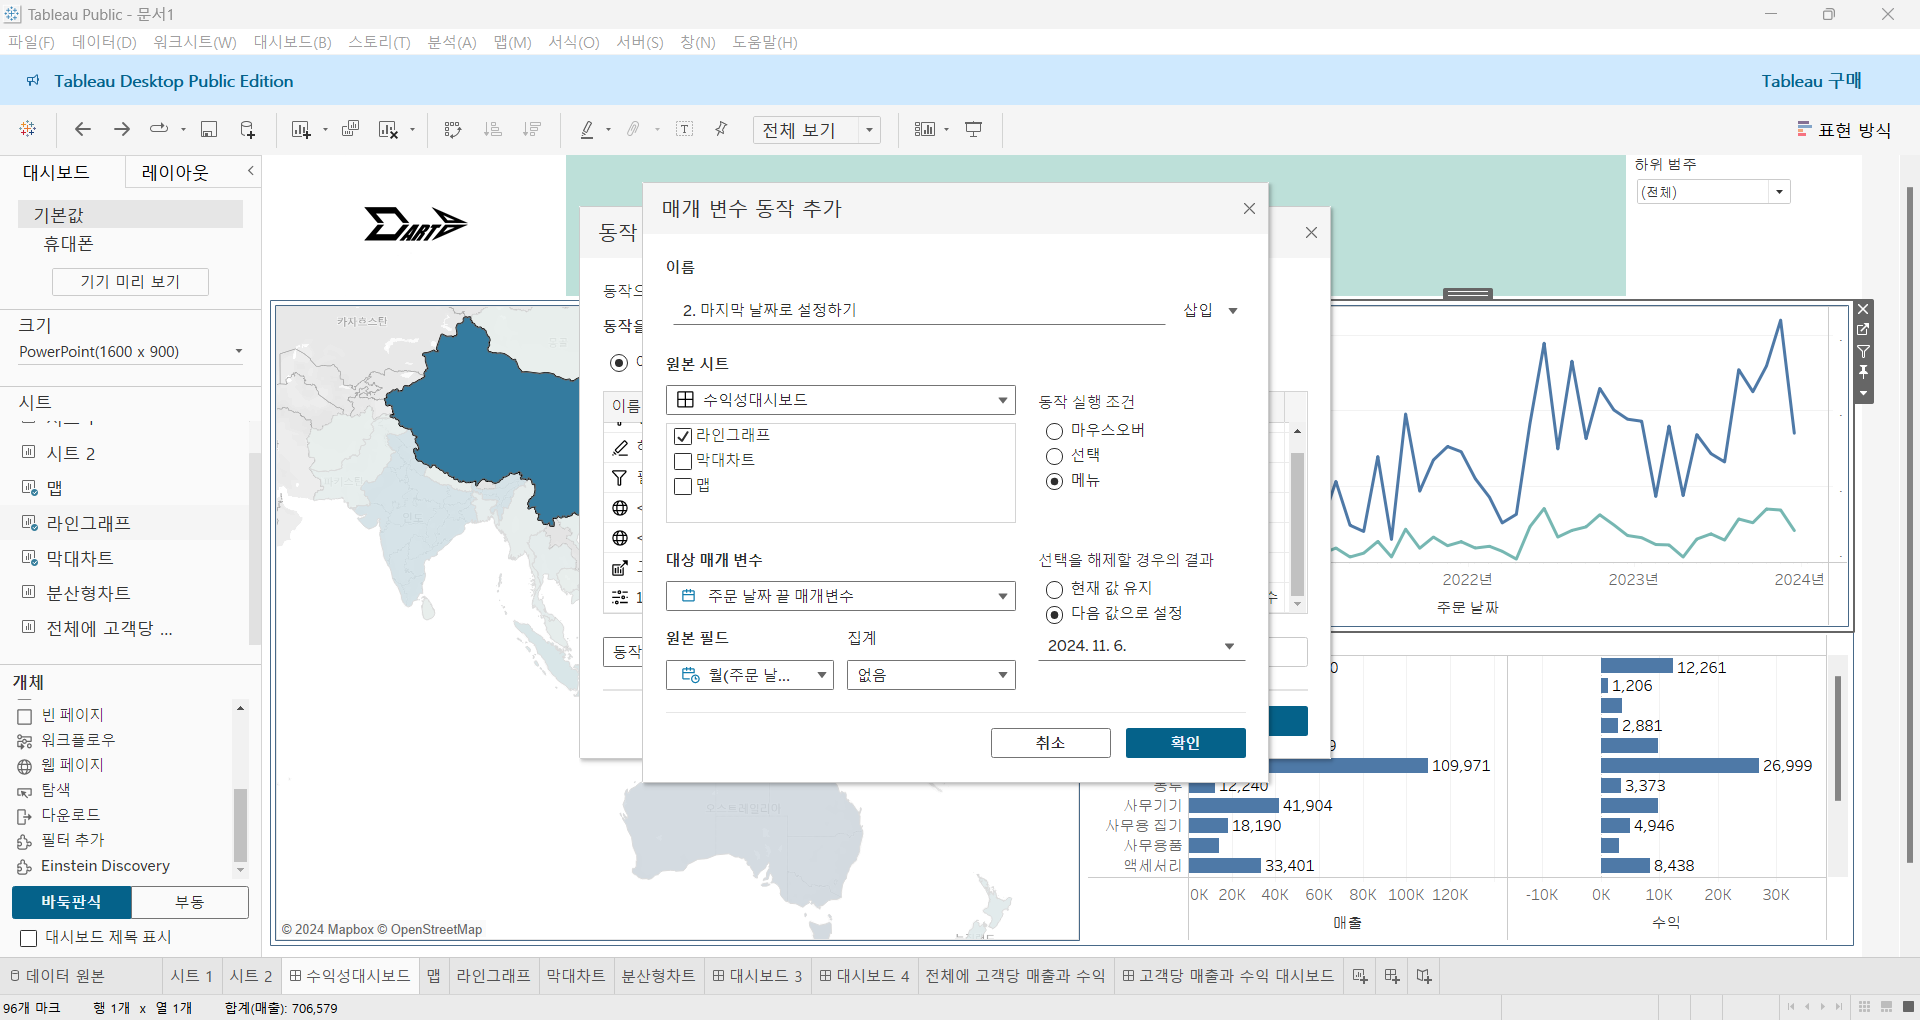 Tableau Public - 문서1
파일(F) 데이터(D) 워크시트(W) 대시보드(B) 스토리(T) 분석(A) 맵(M) 서식(O) 서버(S) 창(N) 도움말(H)
Tableau Desktop Public Edition
Tableau 구매
전체 보기
표현 방식
대시보드 레이아웃
기본값
휴대폰
기기 미리 보기
크기
PowerPoint(1600 x 900)
시트
시트 2
맵
라인그래프
막대차트
분산형차트
전체에 고객당 ...
개체
빈 페이지
워크플로우
웹 페이지
탐색
다운로드
필터 추가
Einstein Discovery
바둑판식 부동
대시보드 제목 표시
DART
하위 범주
(전체)
카자흐스탄
몽골
인도
오스트레일리아
© 2024 Mapbox © OpenStreetMap
동작
동작을
이름
동작
매개 변수 동작 추가
이름
2. 마지막 날짜로 설정하기
삽입
원본 시트
수익성대시보드
라인그래프
막대차트
맵
동작 실행 조건
마우스오버
선택
메뉴
대상 매개 변수
주문 날짜 끝 매개변수
원본 필드 집계
월(주문 날... 없음
선택을 해제할 경우의 결과
현재 값 유지
다음 값으로 설정
2024. 11. 6.
취소 확인
2022년 2023년 2024년
주문 날짜
12,261
1,206
2,881
109,971 26,999
12,240 3,373
사무기기 41,904
사무용 집기 18,190 4,946
사무용품
액세서리 33,401 8,438
0K 20K 40K 60K 80K 100K 120K -10K 0K 10K 20K 30K
매출 수익
데이터 원본 시트 1 시트 2 수익성대시보드 맵 라인그래프 막대차트 분산형차트 대시보드 3 대시보드 4 전체에 고객당 매출과 수익 고객당 매출과 수익 대시보드
96개 마크 행 1개 x 열 1개 합계(매출): 706,579